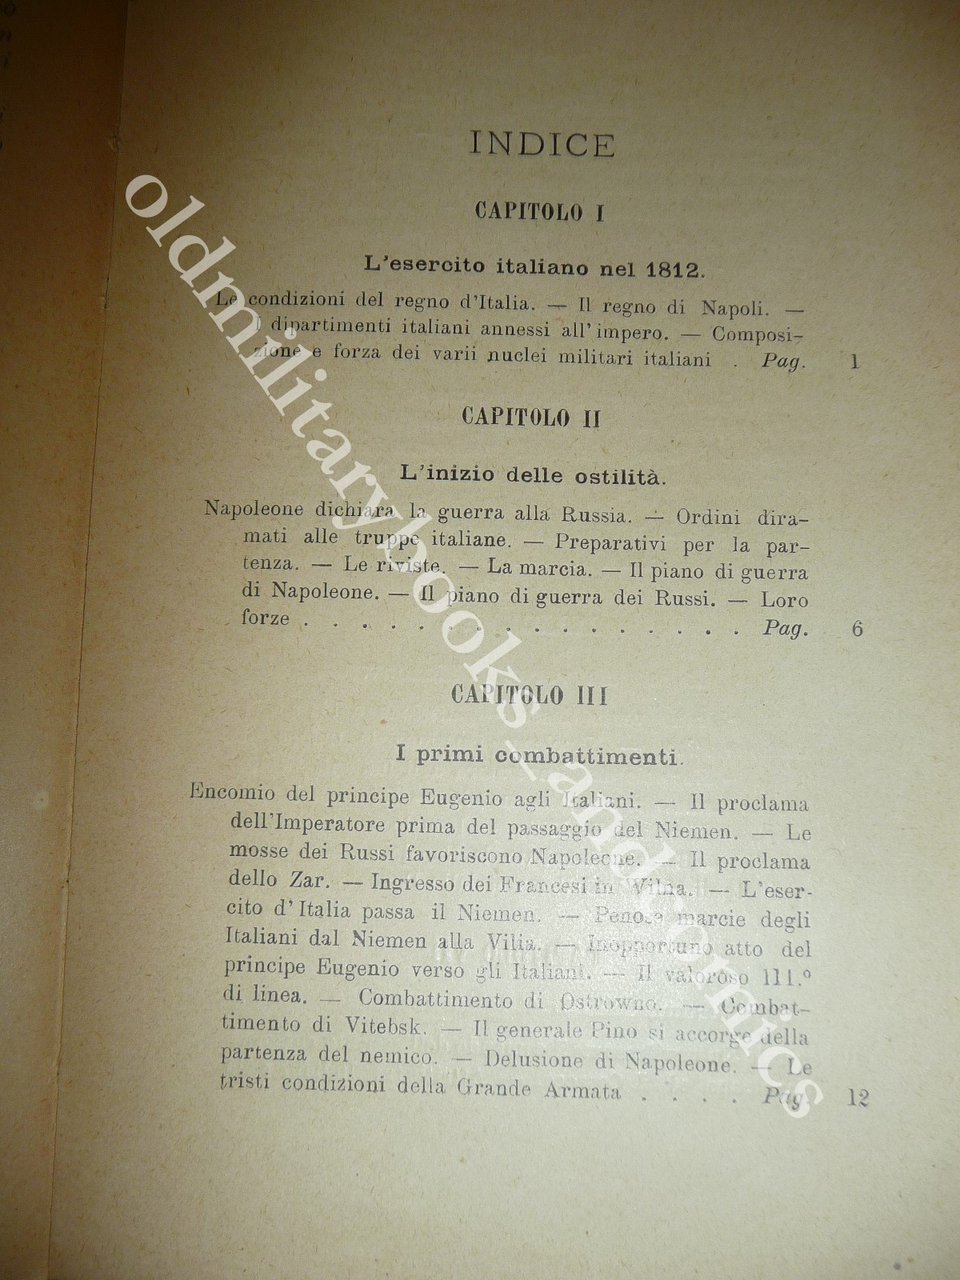 INDICE
CAPITOLO I
L'esercito italiano nel 1812.
Le condizioni del regno d'Italia. — Il regno di Napoli. —
I dipartimenti italiani annessi all'impero. — Composi-
zione e forza dei varii nuclei militari italiani . Pag. 1
CAPITOLO II
L'inizio delle ostilità.
Napoleone dichiara la guerra alla Russia. — Ordini dira-
mati alle truppe italiane. — Preparativi per la par-
tenza. — Le riviste. — La marcia. — Il piano di guerra
di Napoleone. — Il piano di guerra dei Russi. — Loro
forze . . . . . . . . . . . . . . . . Pag. 6
CAPITOLO III
I primi combattimenti.
Encomio del principe Eugenio agli Italiani. — Il proclama
dell'Imperatore prima del passaggio del Niemen. — Le
mosse dei Russi favoriscono Napoleone. — Il proclama
dello Zar. — Ingresso dei Francesi in Vilna. — L'eser-
cito d'Italia passa il Niemen. — Penose marcie degli
Italiani dal Niemen alla Vilia. — Inopportuno atto del
principe Eugenio verso gli Italiani. — Il valoroso 111.º
di linea. — Combattimento di Ostrowno. — Combat-
timento di Vitebsk. — Il generale Pino si accorge della
partenza del nemico. — Delusione di Napoleone. — Le
tristi condizioni della Grande Armata . . . . Pag. 12
oldmilitarybooks_andcomics